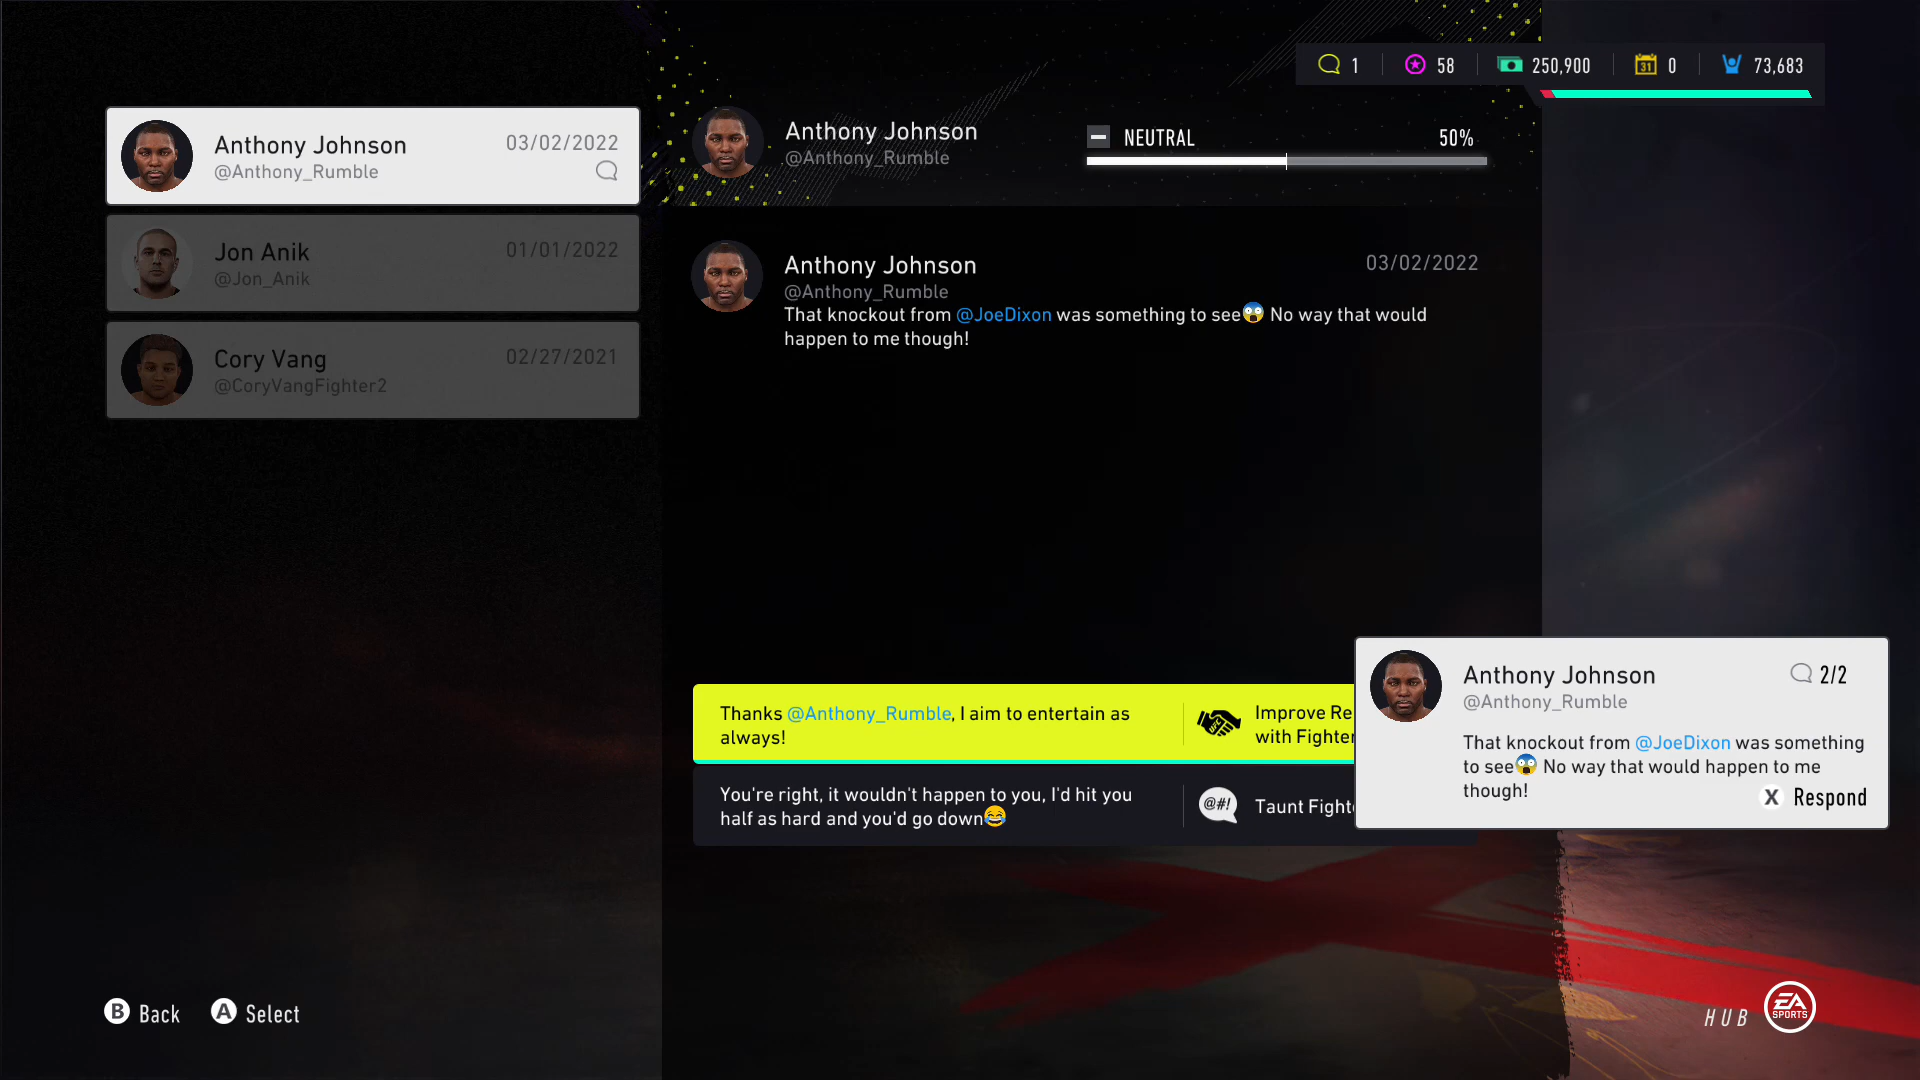 1
58
250,900
31
0
73,683
Anthony Johnson
03/02/2022
@Anthony_Rumble
Jon Anik
01/01/2022
@Jon_Anik
Cory Vang
02/27/2021
@CoryVangFighter2
Anthony Johnson
@Anthony_Rumble
NEUTRAL
50%
Anthony Johnson
03/02/2022
@Anthony_Rumble
That knockout from @JoeDixon was something to see😱 No way that would
happen to me though!
Thanks @Anthony_Rumble, I aim to entertain as
always!
UFC
Improve Re
with Fighter
You're right, it wouldn't happen to you, I'd hit you
half as hard and you'd go down😂
@#!
Taunt Fighte
Anthony Johnson
2/2
@Anthony_Rumble
That knockout from @JoeDixon was something
to see😱 No way that would happen to me
though!
X Respond
B Back
A Select
HUB
EA
SPORTS